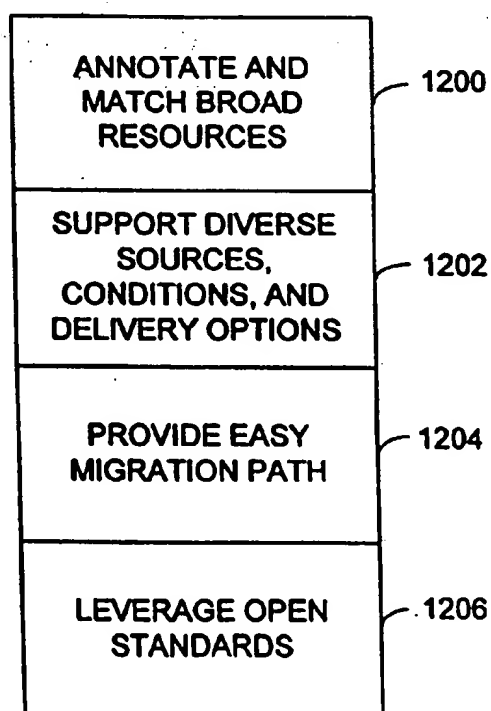 ANNOTATE AND
MATCH BROAD
RESOURCES
1200
SUPPORT DIVERSE
SOURCES,
CONDITIONS, AND
DELIVERY OPTIONS
1202
PROVIDE EASY
MIGRATION PATH
1204
LEVERAGE OPEN
STANDARDS
1206